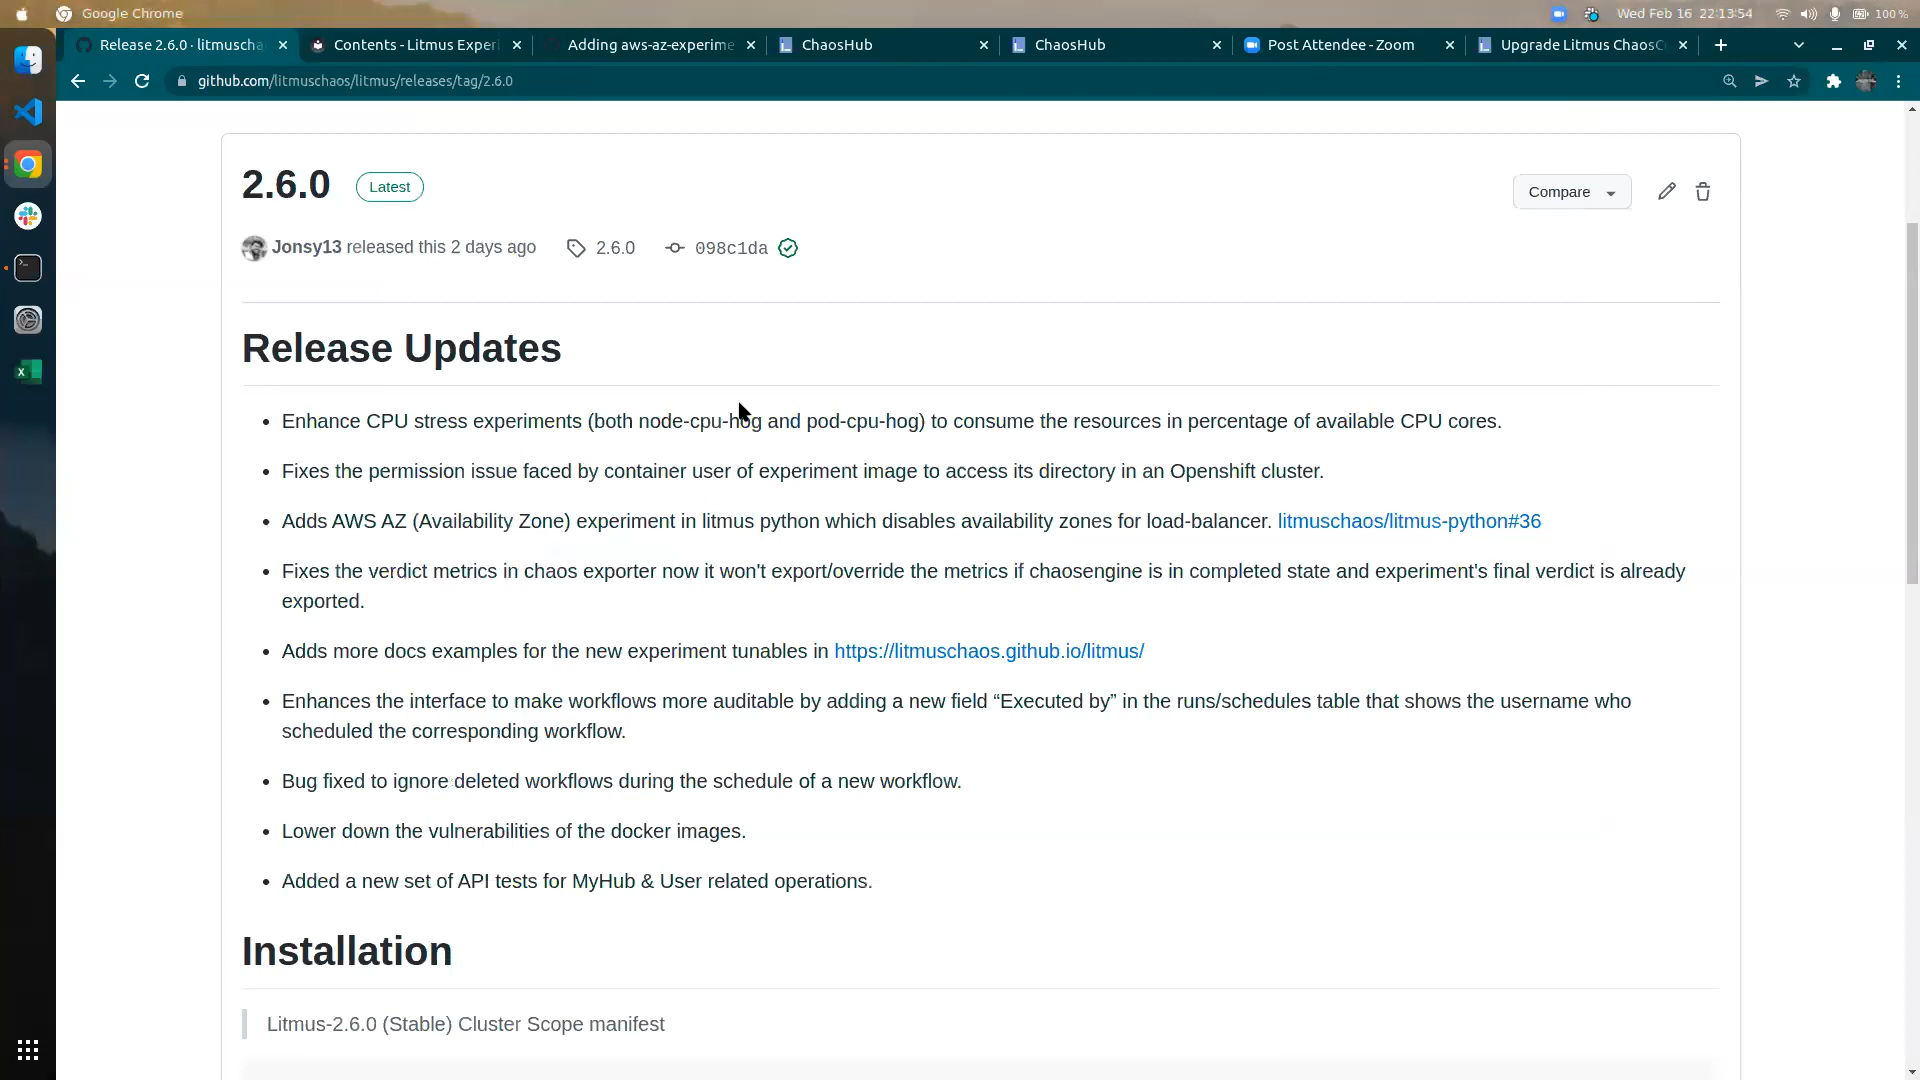 Google Chrome
Wed Feb 16 22:13:54
100 %
Release 2.6.0 · litmuscha
Contents - Litmus Experi
Adding aws-az-experime
ChaosHub
ChaosHub
Post Attendee - Zoom
Upgrade Litmus ChaosC
github.com/litmuschaos/litmus/releases/tag/2.6.0
2.6.0
Latest
Compare
Jonsy13 released this 2 days ago
2.6.0
098c1da
Release Updates
• Enhance CPU stress experiments (both node-cpu-hog and pod-cpu-hog) to consume the resources in percentage of available CPU cores.
• Fixes the permission issue faced by container user of experiment image to access its directory in an Openshift cluster.
• Adds AWS AZ (Availability Zone) experiment in litmus python which disables availability zones for load-balancer. litmuschaos/litmus-python#36
• Fixes the verdict metrics in chaos exporter now it won't export/override the metrics if chaosengine is in completed state and experiment's final verdict is already
exported.
• Adds more docs examples for the new experiment tunables in https://litmuschaos.github.io/litmus/
• Enhances the interface to make workflows more auditable by adding a new field “Executed by” in the runs/schedules table that shows the username who
scheduled the corresponding workflow.
• Bug fixed to ignore deleted workflows during the schedule of a new workflow.
• Lower down the vulnerabilities of the docker images.
• Added a new set of API tests for MyHub & User related operations.
Installation
Litmus-2.6.0 (Stable) Cluster Scope manifest